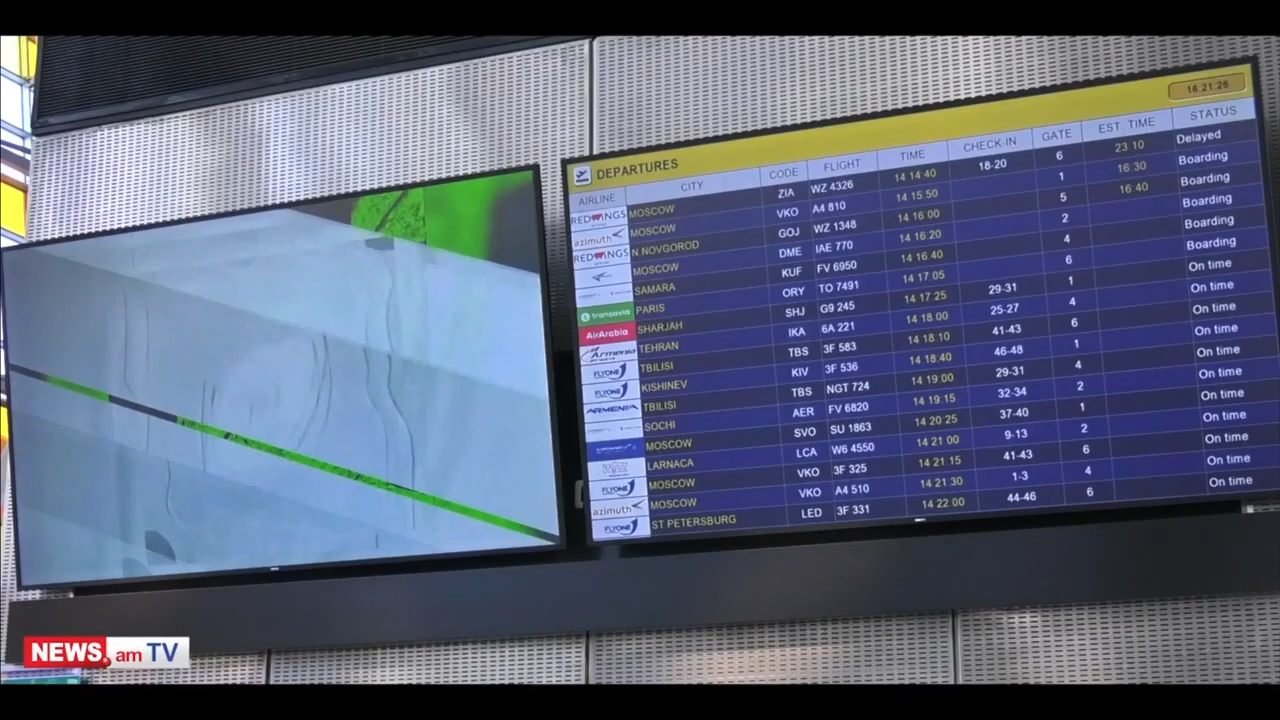 16:21:26
DEPARTURES
AIRLINE CITY CODE FLIGHT TIME CHECK-IN GATE EST. TIME STATUS
REDWINGS MOSCOW ZIA WZ 4326 14 14:40 18-20 6 23:10 Delayed
azimuth MOSCOW VKO A4 810 14 15:50 1 16:30 Boarding
REDWINGS N.NOVGOROD GOJ WZ 1348 14 16:00 5 16:40 Boarding
MOSCOW DME IAE 770 14 16:20 2 Boarding
SAMARA KUF FV 6950 14 16:40 4 Boarding
transavia PARIS ORY TO 7491 14 17:05 6 Boarding
AirArabia SHARJAH SHJ G9 245 14 17:25 29-31 1 On time
Armenia TEHRAN IKA 6A 221 14 18:00 25-27 4 On time
FLYONE TBILISI TBS 3F 583 14 18:10 41-43 6 On time
FLYONE KISHINEV KIV 3F 536 14 18:40 46-48 1 On time
ARMENIA TBILISI TBS NGT 724 14 19:00 29-31 4 On time
SOCHI AER FV 6820 14 19:15 32-34 2 On time
MOSCOW SVO SU 1863 14 20:25 37-40 1 On time
LARNACA LCA W6 4550 14 21:00 9-13 2 On time
FLYONE MOSCOW VKO 3F 325 14 21:15 41-43 6 On time
azimuth MOSCOW VKO A4 510 14 21:30 1-3 4 On time
FLYONE ST PETERSBURG LED 3F 331 14 22:00 44-46 6 On time
NEWS.am TV